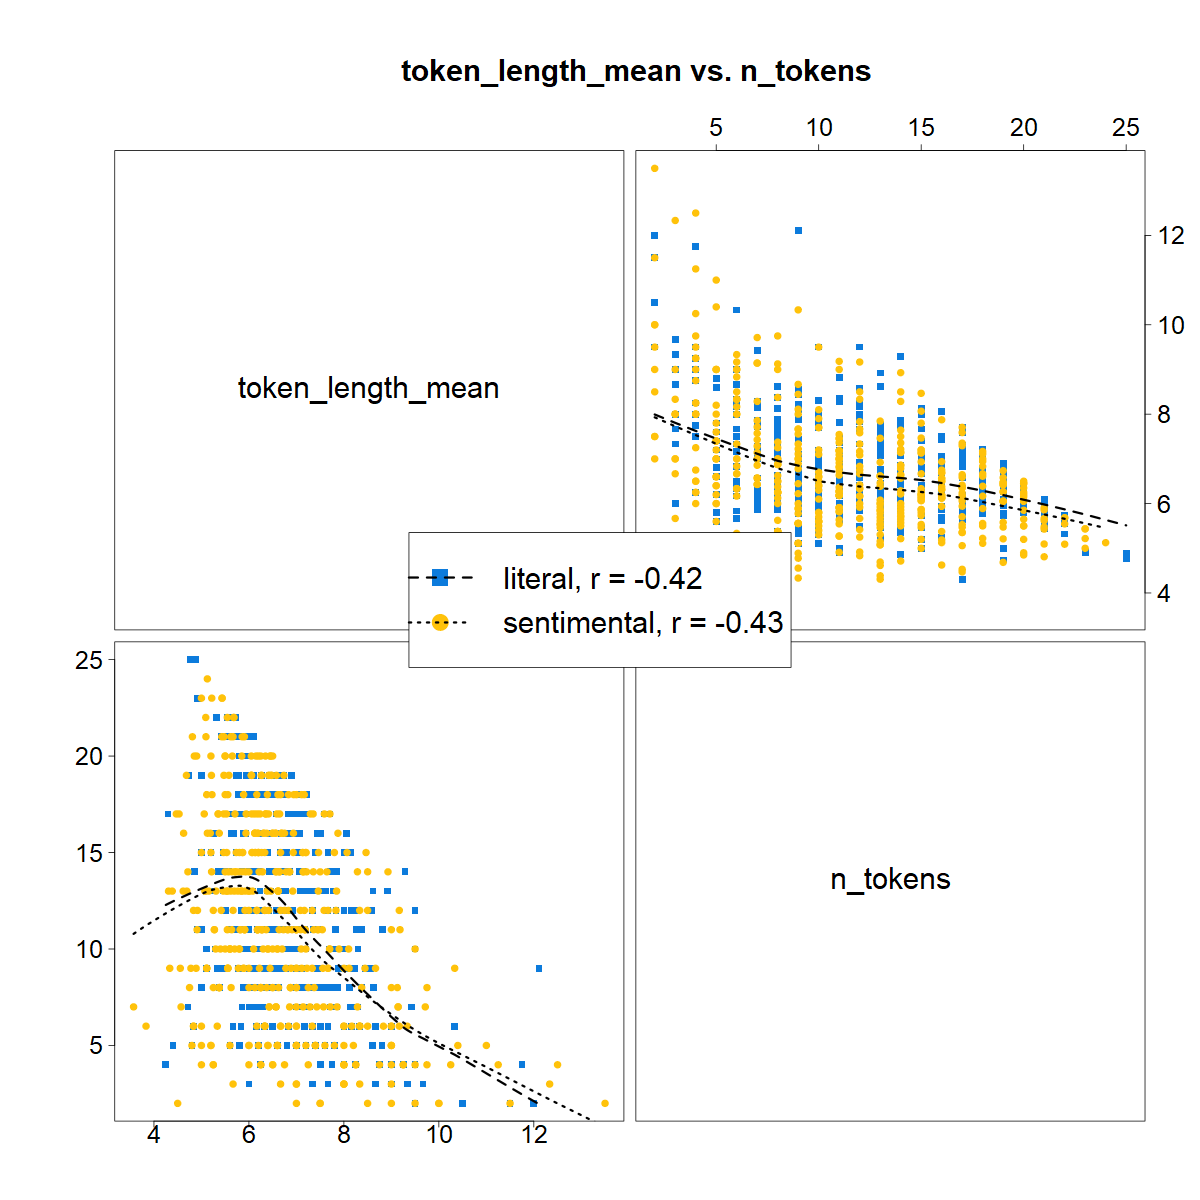 token_length_mean vs. n_tokens
5 10 15 20 25
token_length_mean
12
10
8
6
4
literal, r = -0.42
sentimental, r = -0.43
25
20
15
10
5
n_tokens
4 6 8 10 12